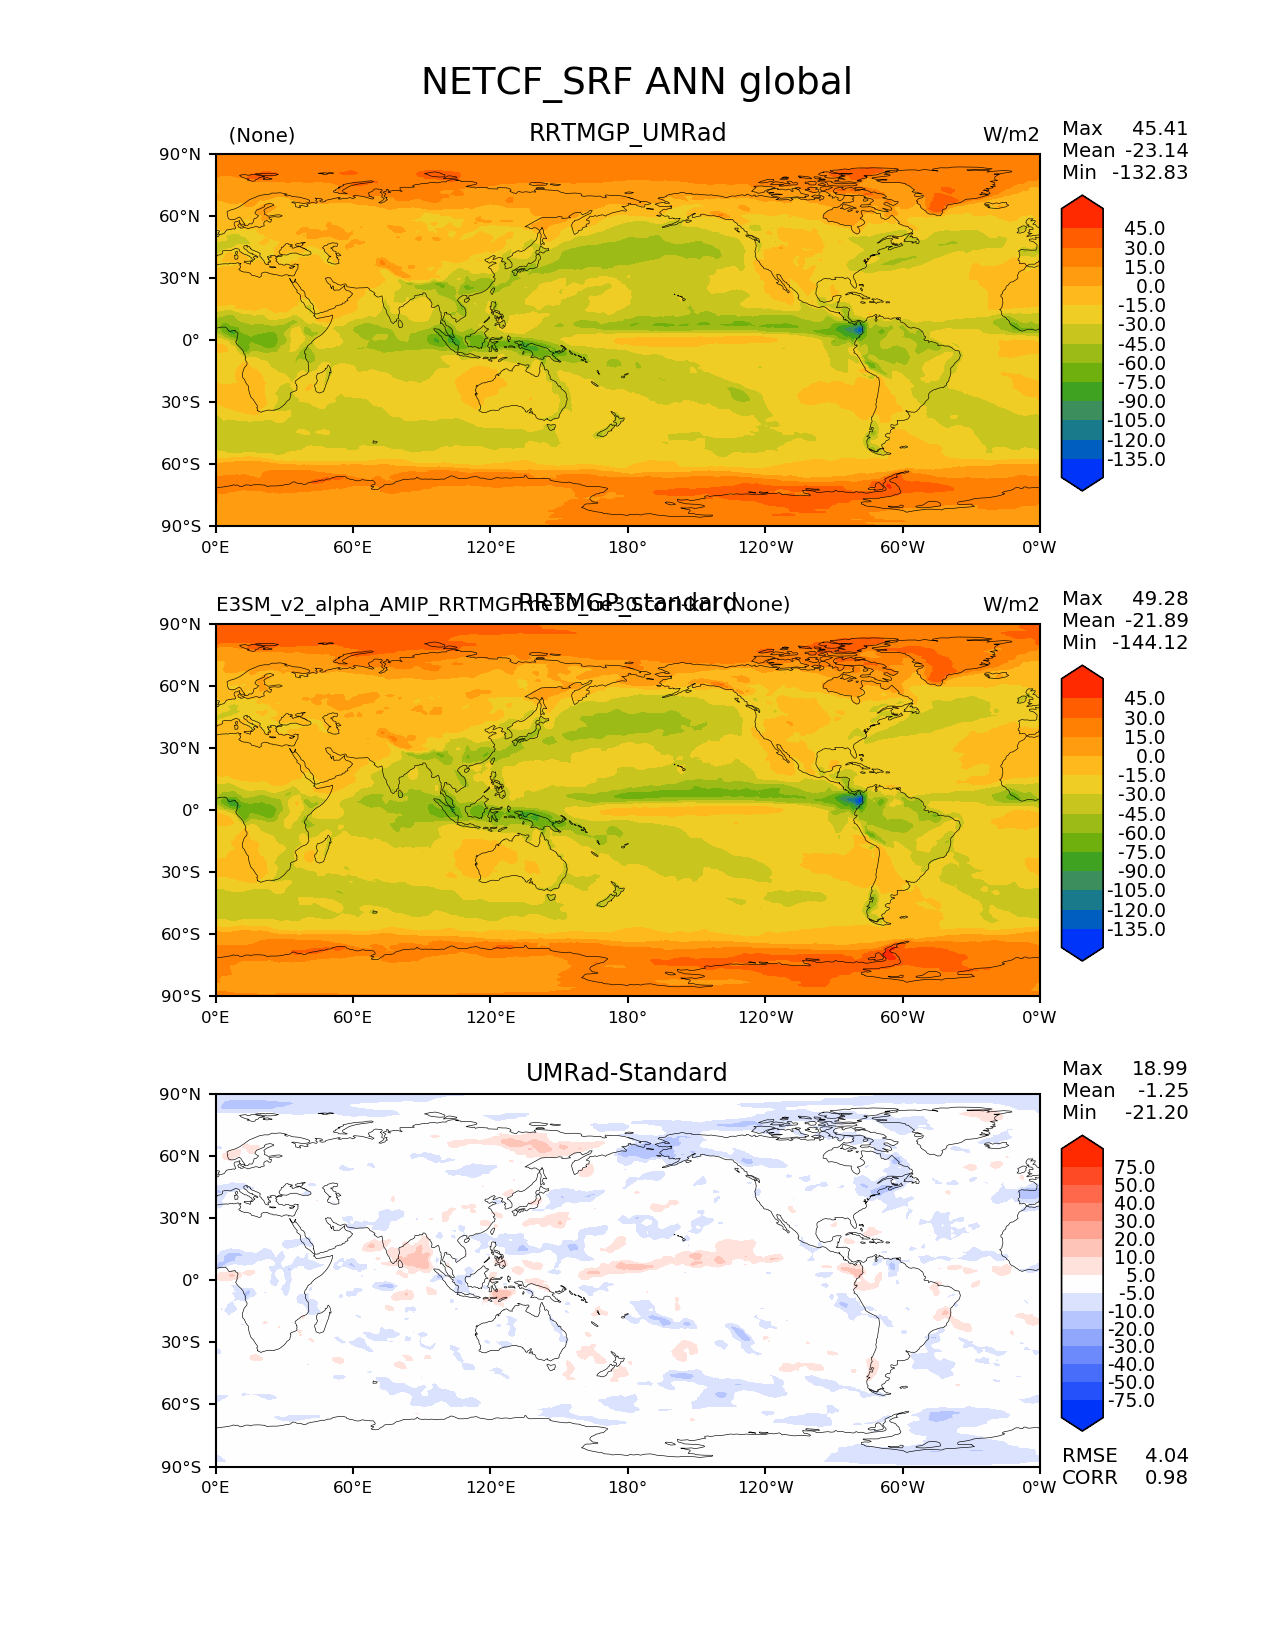 NETCF_SRF ANN global
(None)
RRTMGP_UMRad
W/m2
Max 45.41
Mean -23.14
Min -132.83
90°N
60°N
30°N
0°
30°S
60°S
90°S
0°E
60°E
120°E
180°
120°W
60°W
0°W
45.0
30.0
15.0
0.0
-15.0
-30.0
-45.0
-60.0
-75.0
-90.0
-105.0
-120.0
-135.0
E3SM_v2_alpha_AMIP_RRTMGP (None)
RRTMGP_standard
W/m2
Max 49.28
Mean -21.89
Min -144.12
90°N
60°N
30°N
0°
30°S
60°S
90°S
0°E
60°E
120°E
180°
120°W
60°W
0°W
45.0
30.0
15.0
0.0
-15.0
-30.0
-45.0
-60.0
-75.0
-90.0
-105.0
-120.0
-135.0
UMRad-Standard
Max 18.99
Mean -1.25
Min -21.20
90°N
60°N
30°N
0°
30°S
60°S
90°S
0°E
60°E
120°E
180°
120°W
60°W
0°W
75.0
50.0
40.0
30.0
20.0
10.0
5.0
-5.0
-10.0
-20.0
-30.0
-40.0
-50.0
-75.0
RMSE 4.04
CORR 0.98